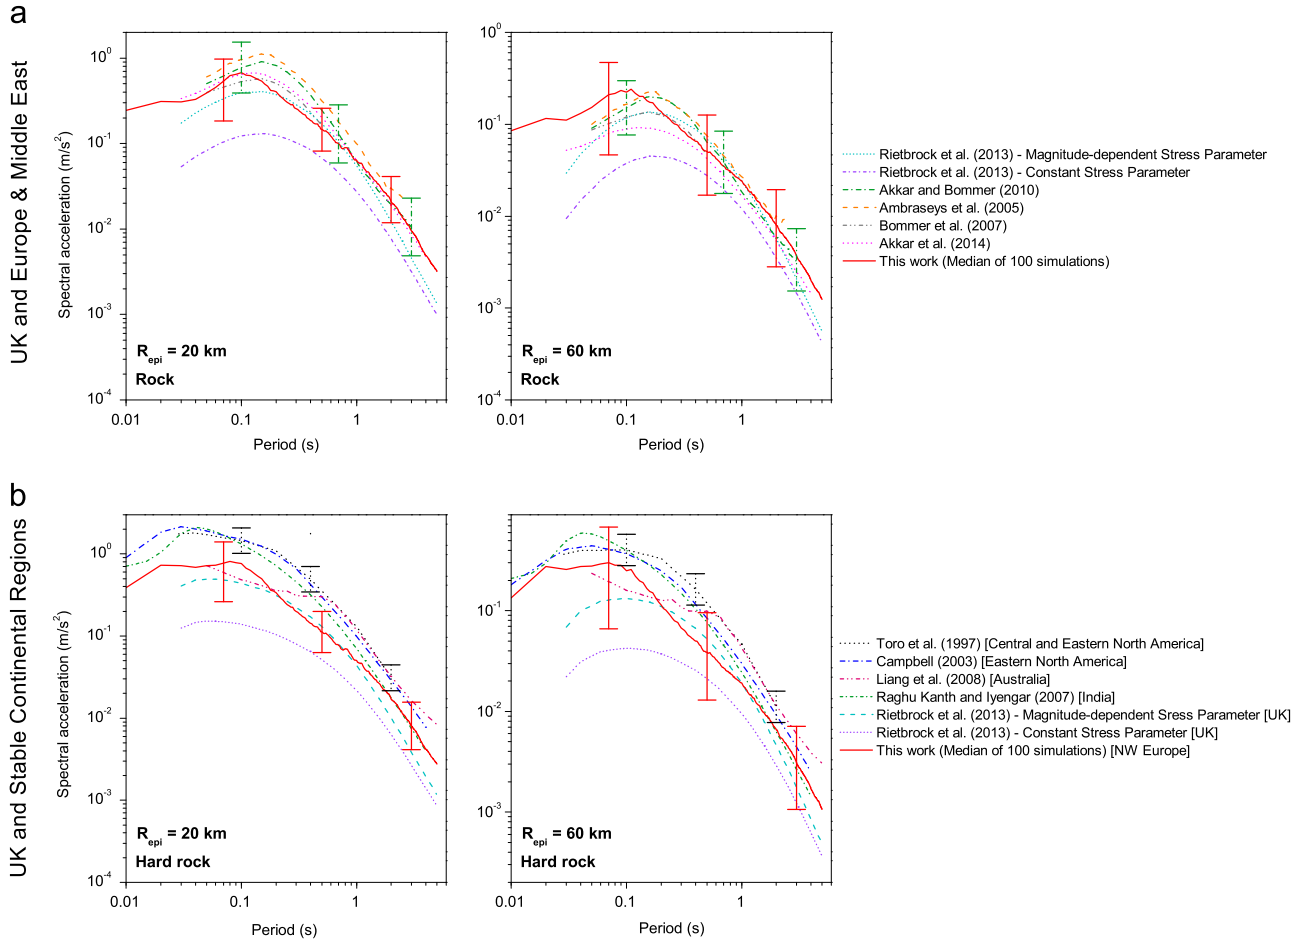 a
UK and Europe & Middle East
Spectral acceleration (m/s²)
10⁰
10⁻¹
10⁻²
10⁻³
10⁻⁴
R_epi = 20 km
Rock
0.01 0.1 1
Period (s)
10⁰
10⁻¹
10⁻²
10⁻³
10⁻⁴
R_epi = 60 km
Rock
0.01 0.1 1
Period (s)
Rietbrock et al. (2013) - Magnitude-dependent Stress Parameter
Rietbrock et al. (2013) - Constant Stress Parameter
Akkar and Bommer (2010)
Ambraseys et al. (2005)
Bommer et al. (2007)
Akkar et al. (2014)
This work (Median of 100 simulations)
b
UK and Stable Continental Regions
Spectral acceleration (m/s²)
10⁰
10⁻¹
10⁻²
10⁻³
10⁻⁴
R_epi = 20 km
Hard rock
0.01 0.1 1
Period (s)
10⁻¹
10⁻²
10⁻³
R_epi = 60 km
Hard rock
0.01 0.1 1
Period (s)
Toro et al. (1997) [Central and Eastern North America]
Campbell (2003) [Eastern North America]
Liang et al. (2008) [Australia]
Raghu Kanth and Iyengar (2007) [India]
Rietbrock et al. (2013) - Magnitude-dependent Sress Parameter [UK]
Rietbrock et al. (2013) - Constant Stress Parameter [UK]
This work (Median of 100 simulations) [NW Europe]